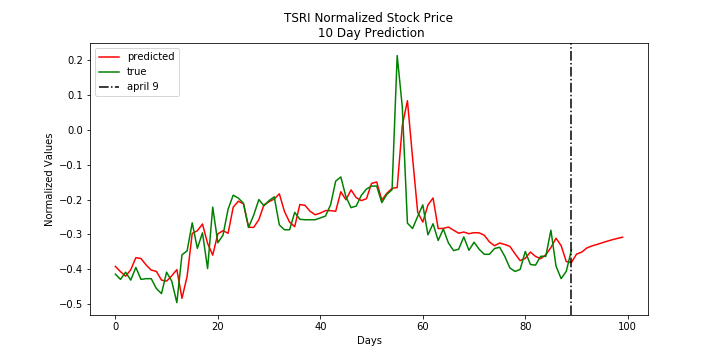 TSRI Normalized Stock Price
10 Day Prediction
predicted
true
april 9
Normalized Values
0.2
0.1
0.0
−0.1
−0.2
−0.3
−0.4
−0.5
0 20 40 60 80 100
Days